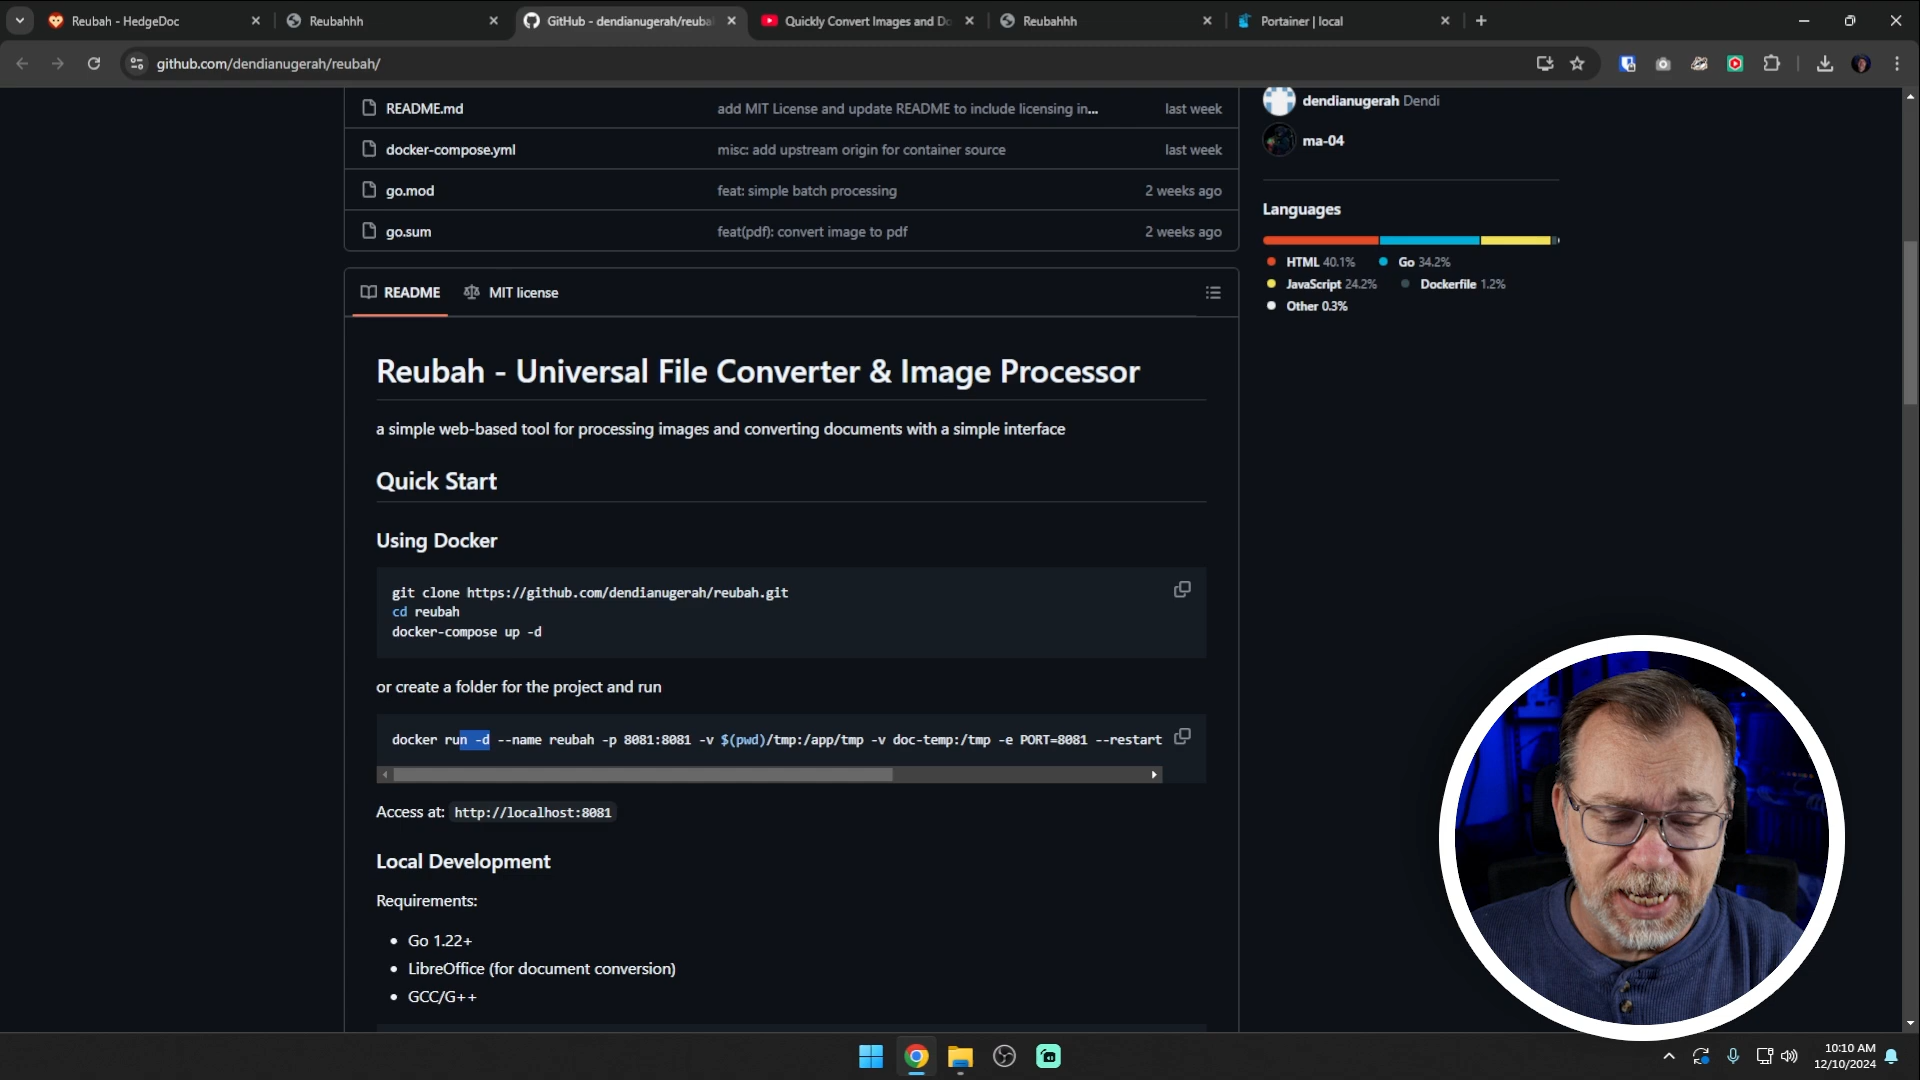 Reubah - HedgeDoc
Reubahhh
GitHub - dendianugerah/reubah
Quickly Convert Images and Do
Reubahhh
Portainer | local
github.com/dendianugerah/reubah/
README.md
add MIT License and update README to include licensing in...
last week
docker-compose.yml
misc: add upstream origin for container source
last week
go.mod
feat: simple batch processing
2 weeks ago
go.sum
feat(pdf): convert image to pdf
2 weeks ago
dendianugerah Dendi
ma-04
Languages
HTML 40.1%
Go 34.2%
JavaScript 24.2%
Dockerfile 1.2%
Other 0.3%
README
MIT license
Reubah - Universal File Converter & Image Processor
a simple web-based tool for processing images and converting documents with a simple interface
Quick Start
Using Docker
git clone https://github.com/dendianugerah/reubah.git
cd reubah
docker-compose up -d
or create a folder for the project and run
docker run -d --name reubah -p 8081:8081 -v $(pwd)/tmp:/app/tmp -v doc-temp:/tmp -e PORT=8081 --restart
Access at: http://localhost:8081
Local Development
Requirements:
• Go 1.22+
• LibreOffice (for document conversion)
• GCC/G++
10:10 AM
12/10/2024